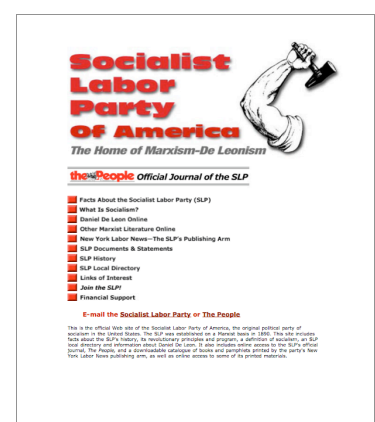 Socialist
Labor
Party
Of America
The Home of Marxism-De Leonism
the People Official Journal of the SLP
Facts About the Socialist Labor Party (SLP)
What Is Socialism?
Daniel De Leon Online
Other Marxist Literature Online
New York Labor News—The SLP's Publishing Arm
SLP Documents & Statements
SLP History
SLP Local Directory
Links of Interest
Join the SLP!
Financial Support
E-mail the Socialist Labor Party or The People
This is the official Web site of the Socialist Labor Party of America, the original political party of
socialism in the United States. The SLP was established on a Marxist basis in 1890. This site includes
facts about the SLP's history, its revolutionary principles and program, a definition of socialism, an SLP
local directory and information about Daniel De Leon. It also includes online access to the SLP's official
journal, The People, and a downloadable catalogue of books and pamphlets printed by the party's New
York Labor News publishing arm, as well as online access to some of its printed materials.